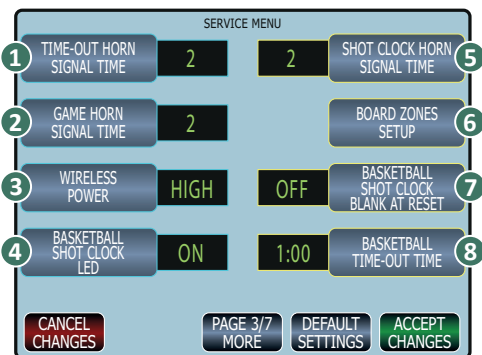 SERVICE MENU
1
TIME-OUT HORN
SIGNAL TIME
2
2
SHOT CLOCK HORN
SIGNAL TIME
5
2
GAME HORN
SIGNAL TIME
2
BOARD ZONES
SETUP
6
3
WIRELESS
POWER
HIGH
OFF
BASKETBALL
SHOT CLOCK
BLANK AT RESET
7
4
BASKETBALL
SHOT CLOCK
LED
ON
1:00
BASKETBALL
TIME-OUT TIME
8
CANCEL
CHANGES
PAGE 3/7
MORE
DEFAULT
SETTINGS
ACCEPT
CHANGES